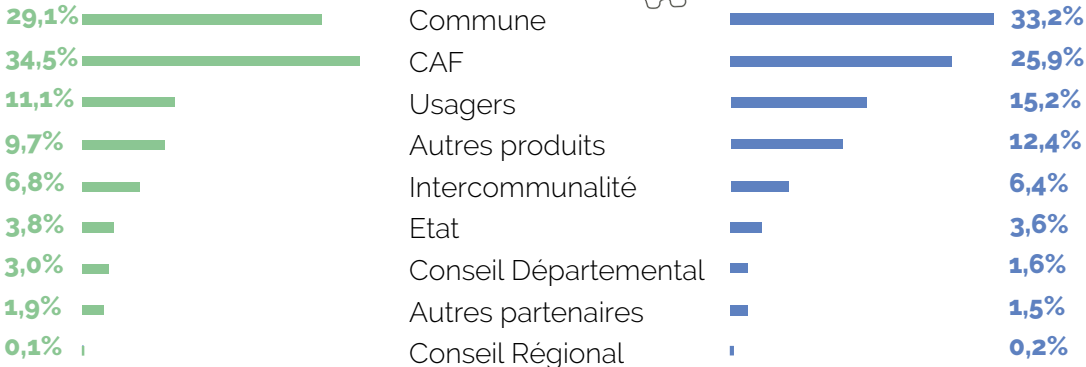 29,1% Commune 33,2%
34,5% CAF 25,9%
11,1% Usagers 15,2%
9,7% Autres produits 12,4%
6,8% Intercommunalité 6,4%
3,8% Etat 3,6%
3,0% Conseil Départemental 1,6%
1,9% Autres partenaires 1,5%
0,1% Conseil Régional 0,2%